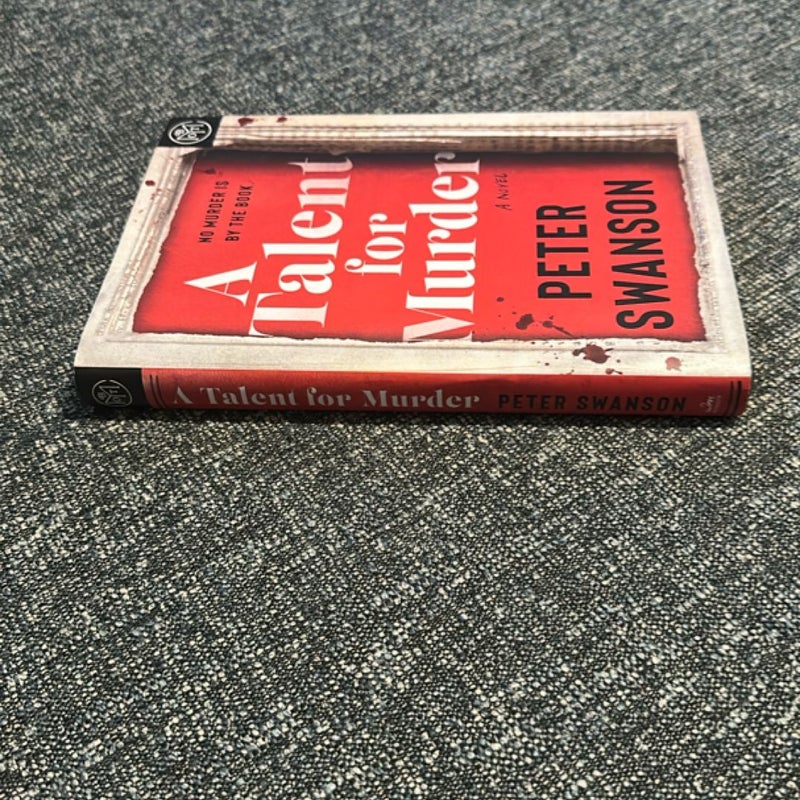 NO MURDER IS
BY THE BOOK.
A
Talent
for
Murder
A NOVEL
PETER
SWANSON
A Talent for Murder PETER SWANSON